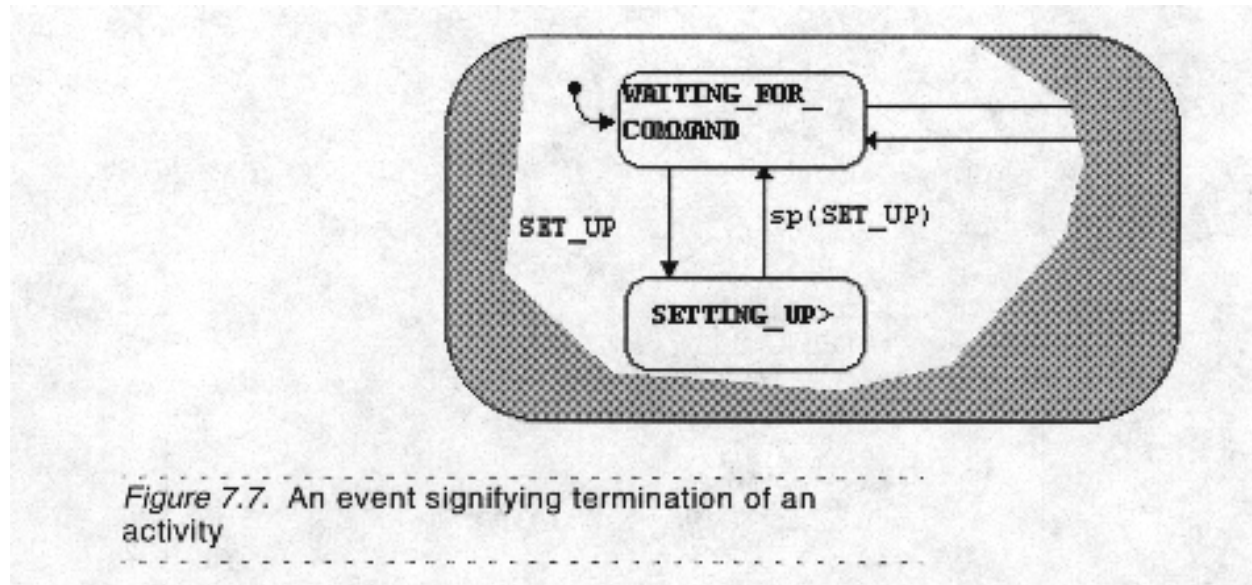 WAITING_FOR_
COMMAND
SET_UP
sp(SET_UP)
SETTING_UP>
Figure 7.7. An event signifying termination of an
activity